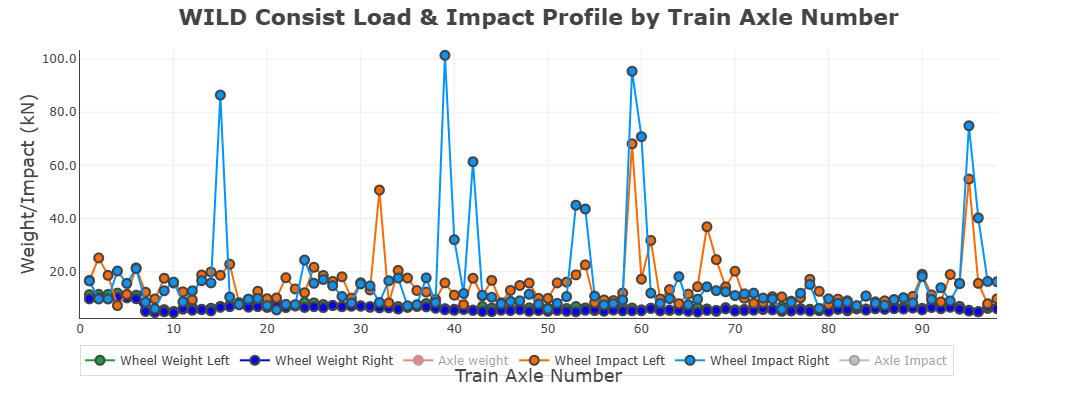 WILD Consist Load & Impact Profile by Train Axle Number
Weight/Impact (kN)
100.0
80.0
60.0
40.0
20.0
0 10 20 30 40 50 60 70 80 90
Wheel Weight Left Wheel Weight Right Axle weight Wheel Impact Left Wheel Impact Right Axle Impact
Train Axle Number